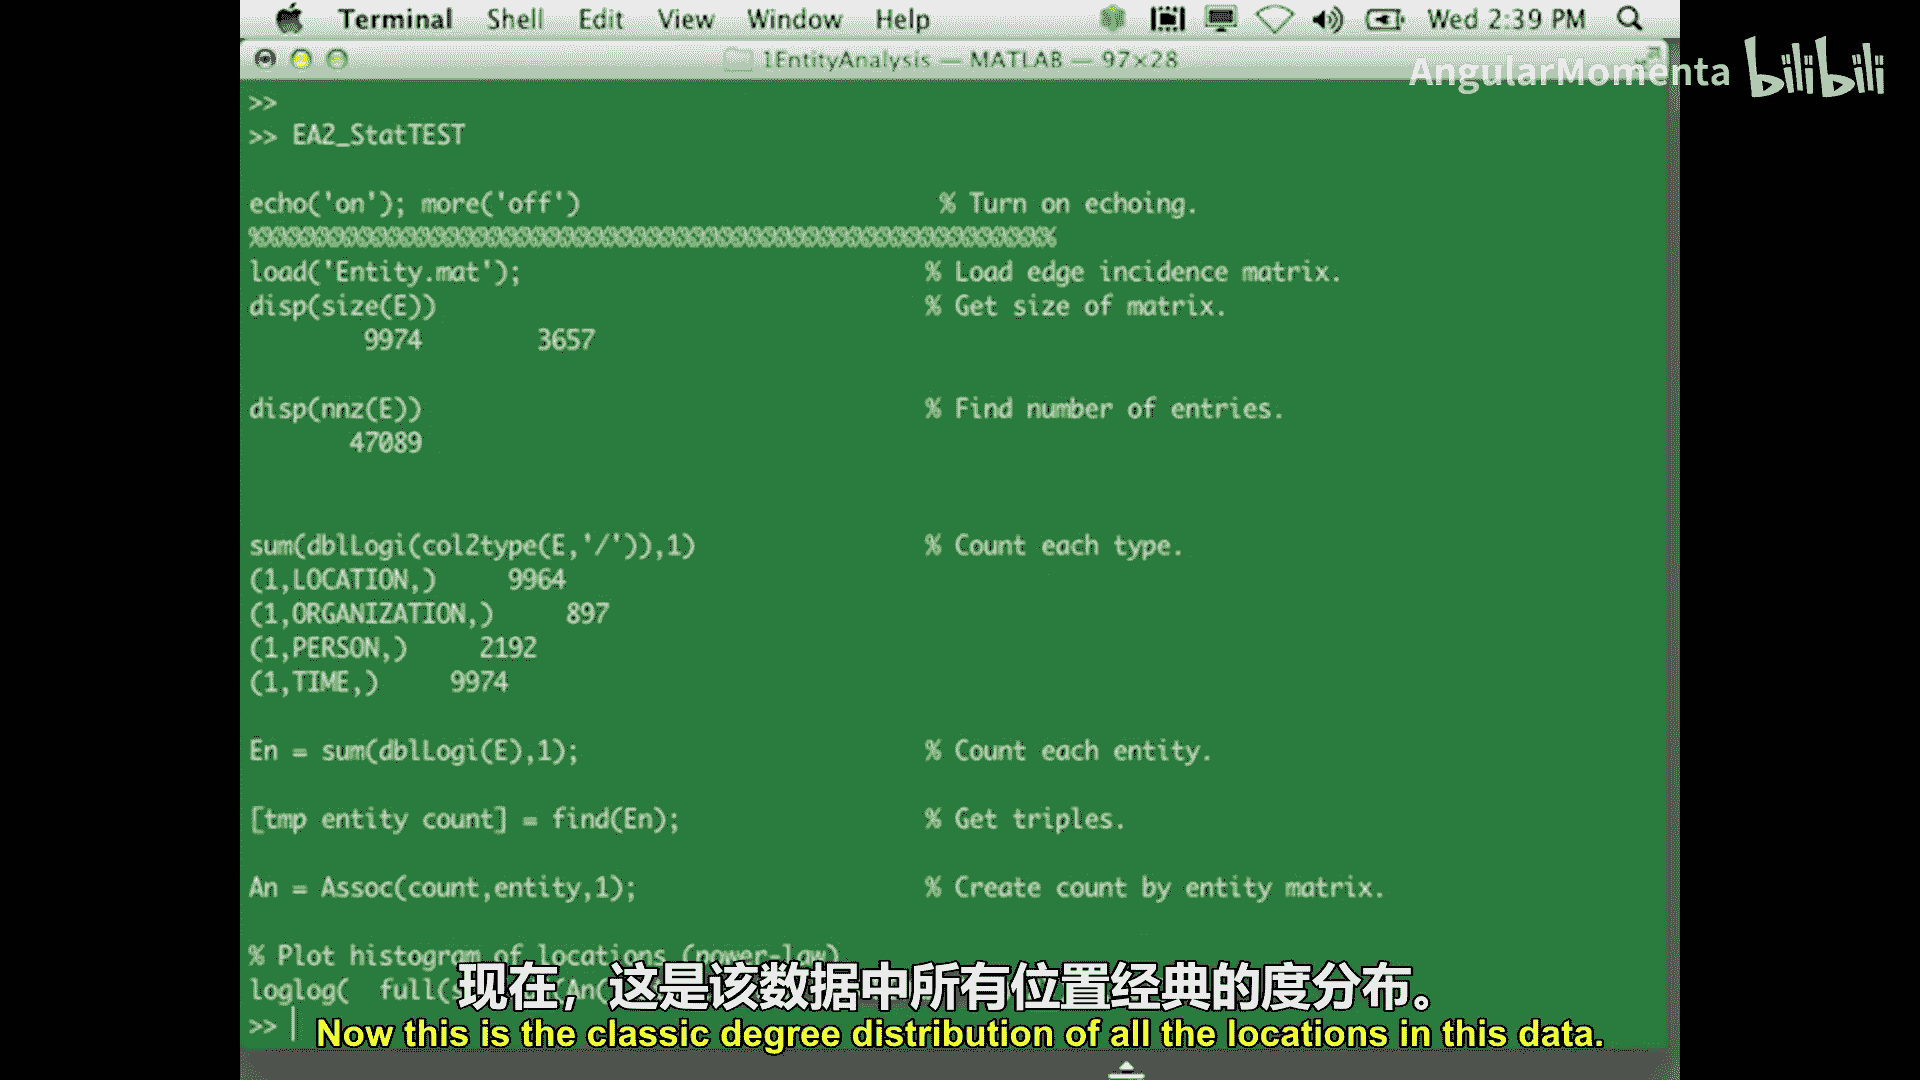 Terminal Shell Edit View Window Help Wed 2:39 PM
1EntityAnalysis — MATLAB — 97×28
AngularMomenta bilibili
>>
>> EA2_StatTEST
echo('on'); more('off') % Turn on echoing.
%%%%%%%%%%%%%%%%%%%%%%%%%%%%%%%%%%%%%%%%%%%%%%%%%%%%%%%%
load('Entity.mat'); % Load edge incidence matrix.
disp(size(E)) % Get size of matrix.
9974 3657
disp(nnz(E)) % Find number of entries.
47089
sum(dblLogi(col2type(E,'/')),1) % Count each type.
(1,LOCATION,) 9964
(1,ORGANIZATION,) 897
(1,PERSON,) 2192
(1,TIME,) 9974
En = sum(dblLogi(E),1); % Count each entity.
[tmp entity count] = find(En); % Get triples.
An = Assoc(count,entity,1); % Create count by entity matrix.
% Plot histogram of locations (power-law)
loglog( full(
现在，这是该数据中所有位置经典的度分布。
>>
Now this is the classic degree distribution of all the locations in this data.